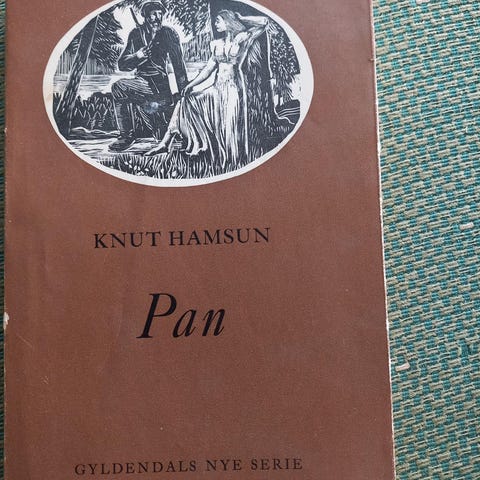 KNUT HAMSUN
Pan
GYLDENDALS NYE SERIE